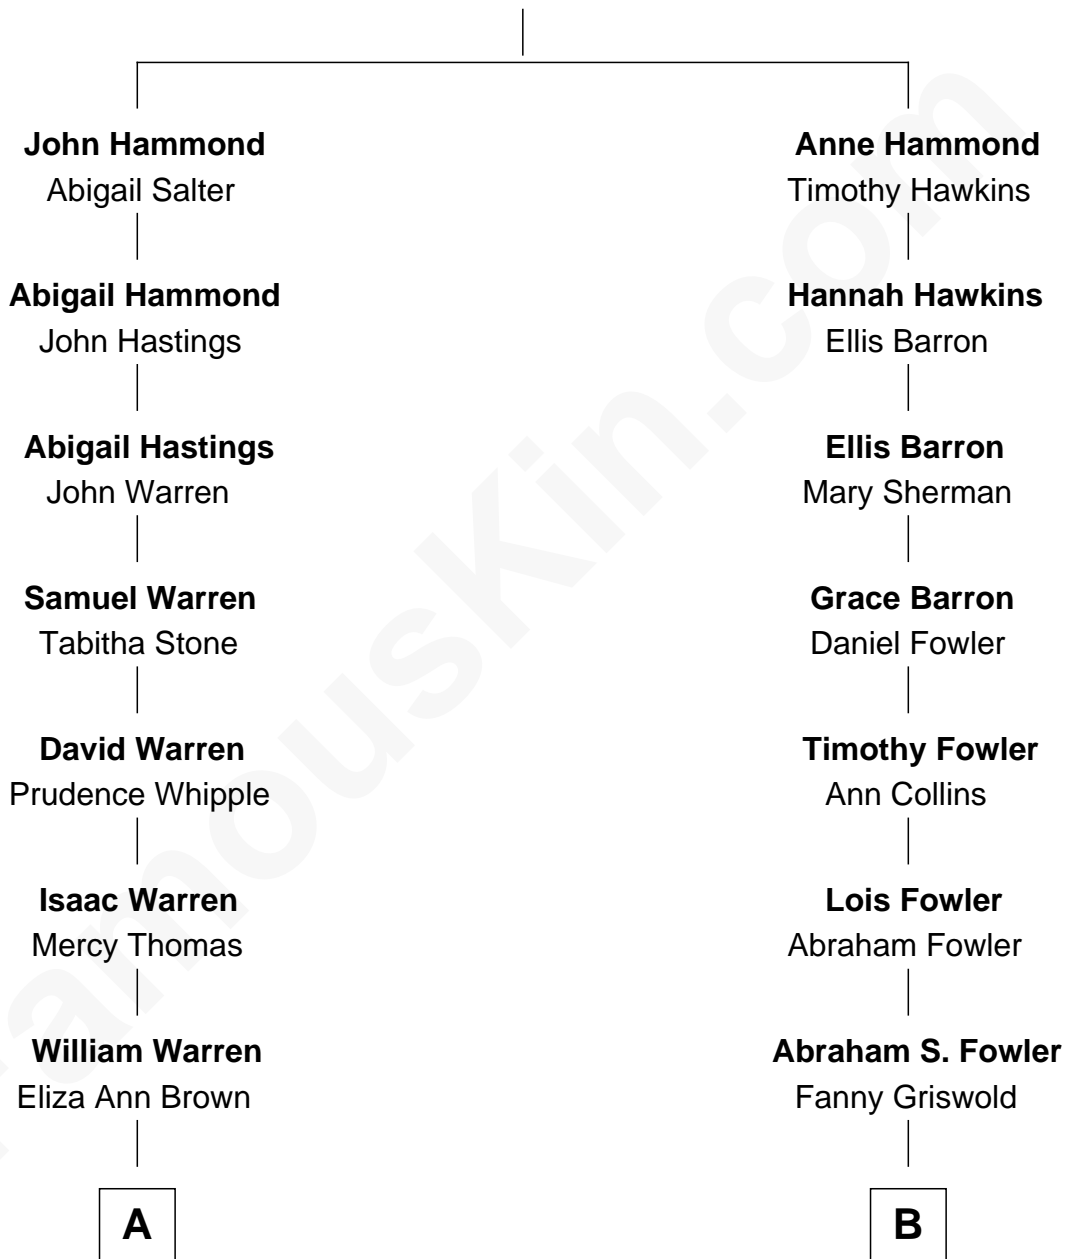 John Hammond
Abigail Salter
Anne Hammond
Timothy Hawkins
Abigail Hammond
John Hastings
Hannah Hawkins
Ellis Barron
Abigail Hastings
John Warren
Ellis Barron
Mary Sherman
Samuel Warren
Tabitha Stone
Grace Barron
Daniel Fowler
David Warren
Prudence Whipple
Timothy Fowler
Ann Collins
Isaac Warren
Mercy Thomas
Lois Fowler
Abraham Fowler
William Warren
Eliza Ann Brown
Abraham S. Fowler
Fanny Griswold
A
B
FamousKin.com